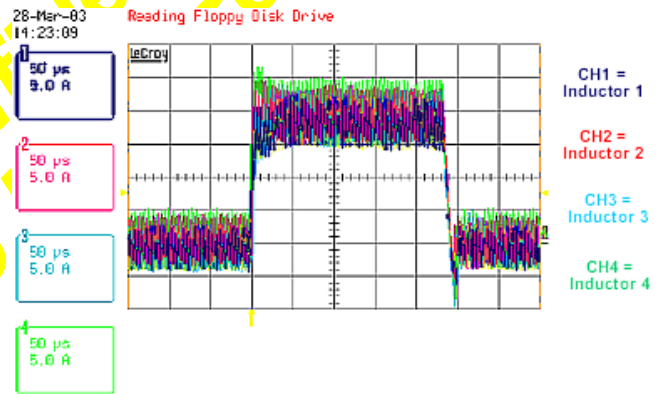 28-Mar-03
14:23:09
Reading Floppy Disk Drive
LeCroy
1
50 µs
2
50 µs
5.0 A
3
50 µs
5.0 A
4
50 µs
5.0 A
CH1 =
Inductor 1
CH2 =
Inductor 2
CH3 =
Inductor 3
CH4 =
Inductor 4